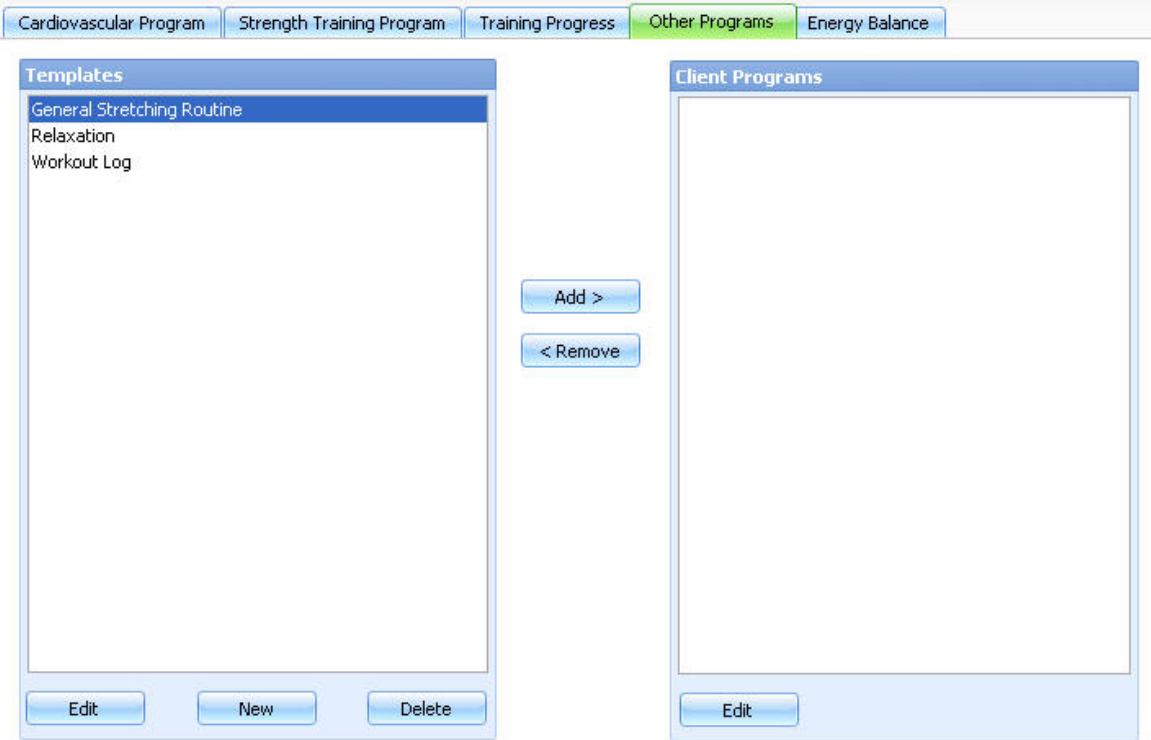 Cardiovascular Program Strength Training Program Training Progress Other Programs Energy Balance
Templates
General Stretching Routine
Relaxation
Workout Log
Edit New Delete
Add >
< Remove
Client Programs
Edit